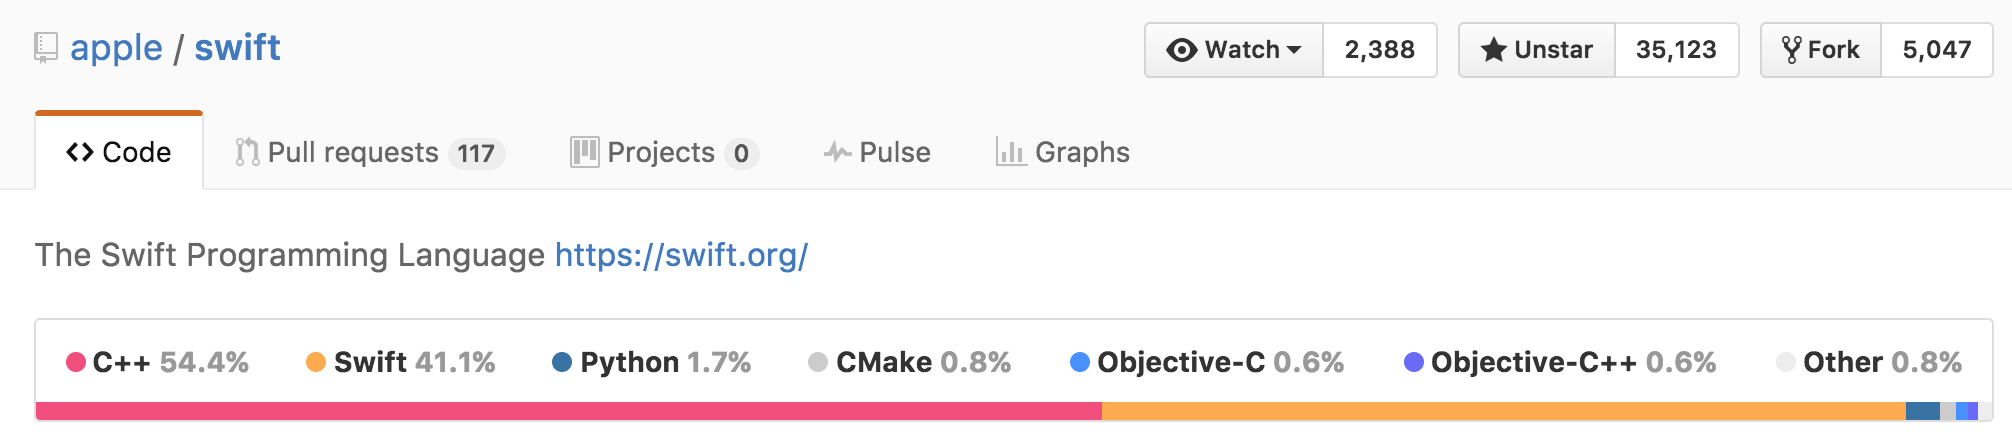 apple / swift
Watch 2,388 Unstar 35,123 Fork 5,047
Code Pull requests 117 Projects 0 Pulse Graphs
The Swift Programming Language https://swift.org/
C++ 54.4% Swift 41.1% Python 1.7% CMake 0.8% Objective-C 0.6% Objective-C++ 0.6% Other 0.8%